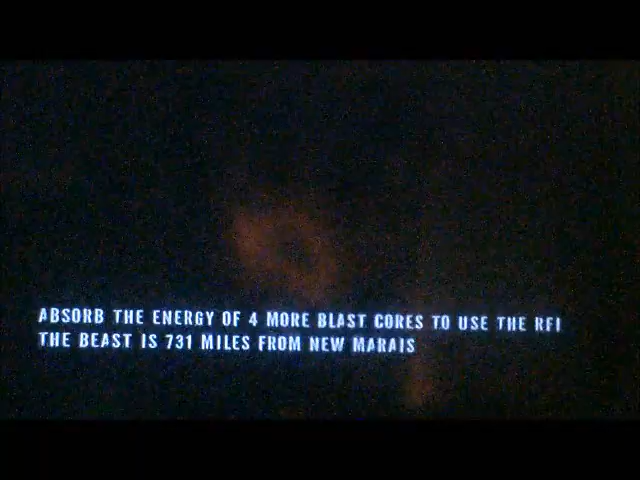 ABSORB THE ENERGY OF 4 MORE BLAST CORES TO USE THE RFI
THE BEAST IS 731 MILES FROM NEW MARAIS